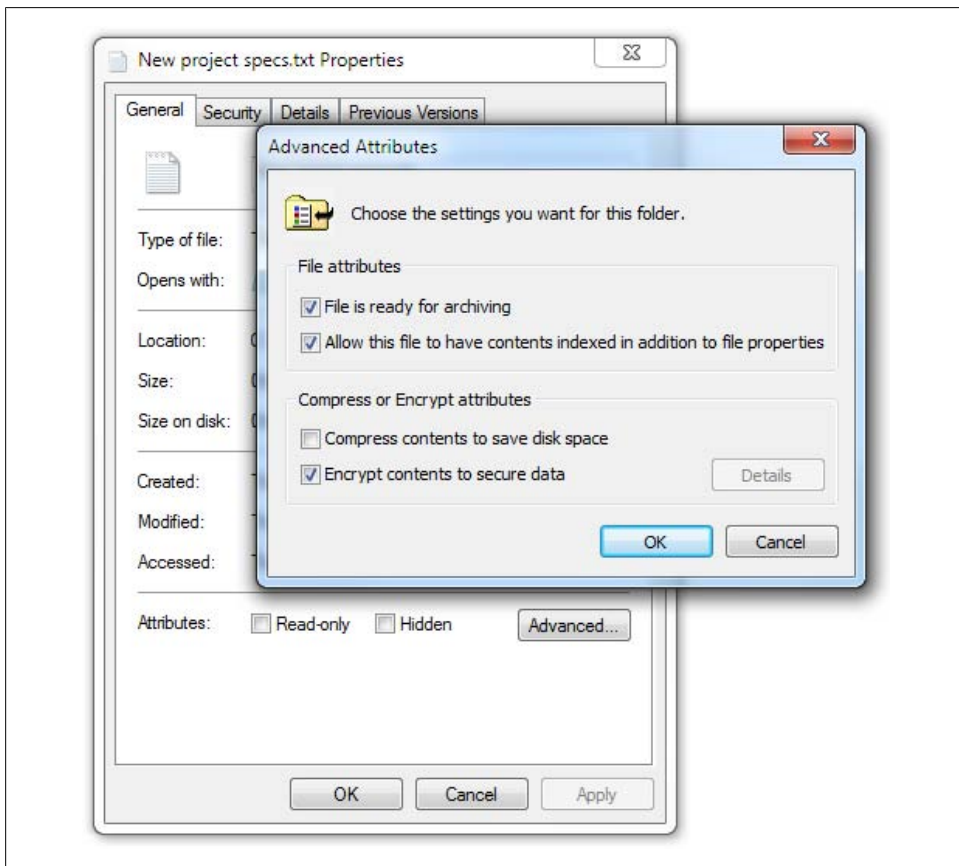 New project specs.txt Properties
General Security Details Previous Versions
Advanced Attributes
Choose the settings you want for this folder.
File attributes
File is ready for archiving
Allow this file to have contents indexed in addition to file properties
Compress or Encrypt attributes
Compress contents to save disk space
Encrypt contents to secure data
Details
OK Cancel
Type of file:
Opens with:
Location:
Size:
Size on disk:
Created:
Modified:
Accessed:
Attributes: Read-only Hidden Advanced...
OK Cancel Apply